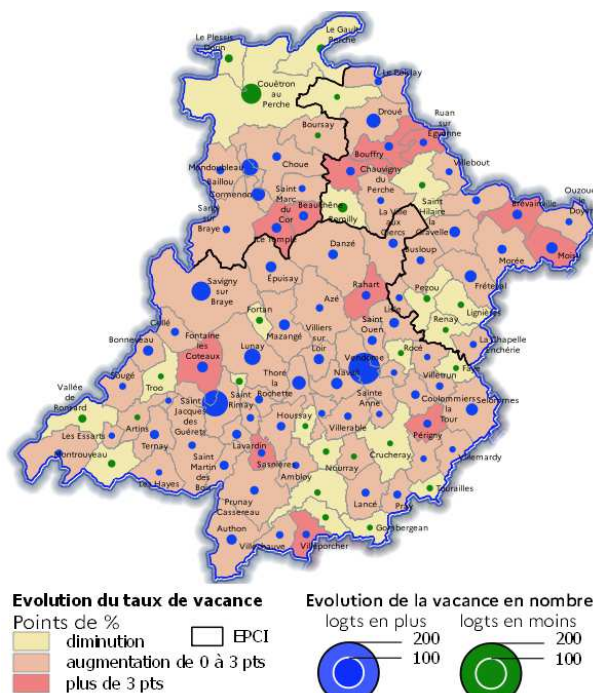 Le Plessis
Dorin
Le Gault
Perche
Couëtron
au
Perche
Le Poislay
Droué
Ruan
sur
Egvonne
Boursay
Bouffry
Mondoubleau
Choue
Chauvigny
du
Perche
Villebout
Baillou
Cormenon
Saint
Marc
du
Cor
Beauchêne
Romilly
Saint
Hilaire
la
Gravelle
Brévainville
Ouzouer
le
Doyen
Sargé
sur
Braye
La Ville
aux
Clercs
Le Temple
Danzé
Busloup
Morée
Moisy
Épuisay
Savigny
sur
Braye
Rahart
Pezou
Fréteval
Lignières
Azé
Lisle
Renay
Fortan
Mazangé
Villiers
sur
Loir
Saint
Ouen
La Chapelle
Enchérie
Cellé
Bonneveau
Fontaine
les
Coteaux
Lunay
Vendôme
Rocé
Faye
Thoré
la
Rochette
Naveil
Villetrun
Sougé
Troo
Sainte
Anne
Coulommiers
la
Tour
Selommes
Vallée
de
Ronsard
Saint
Jacques
des
Guérets
Saint
Rimay
Houssay
Villerable
Périgny
Artins
Les Essarts
Ternay
Lavardin
Crucheray
Villemardy
Montrouveau
Saint
Martin
des
Bois
Sasnières
Nourray
Les Hayes
Ambloy
Tourailles
Prunay
Cassereau
Lancé
Pray
Authon
Gombergean
Villechauve
Villeporcher
Evolution du taux de vacance
Points de %
diminution
EPCI
augmentation de 0 à 3 pts
plus de 3 pts
Evolution de la vacance en nombre
logts en plus
logts en moins
200
100
200
100